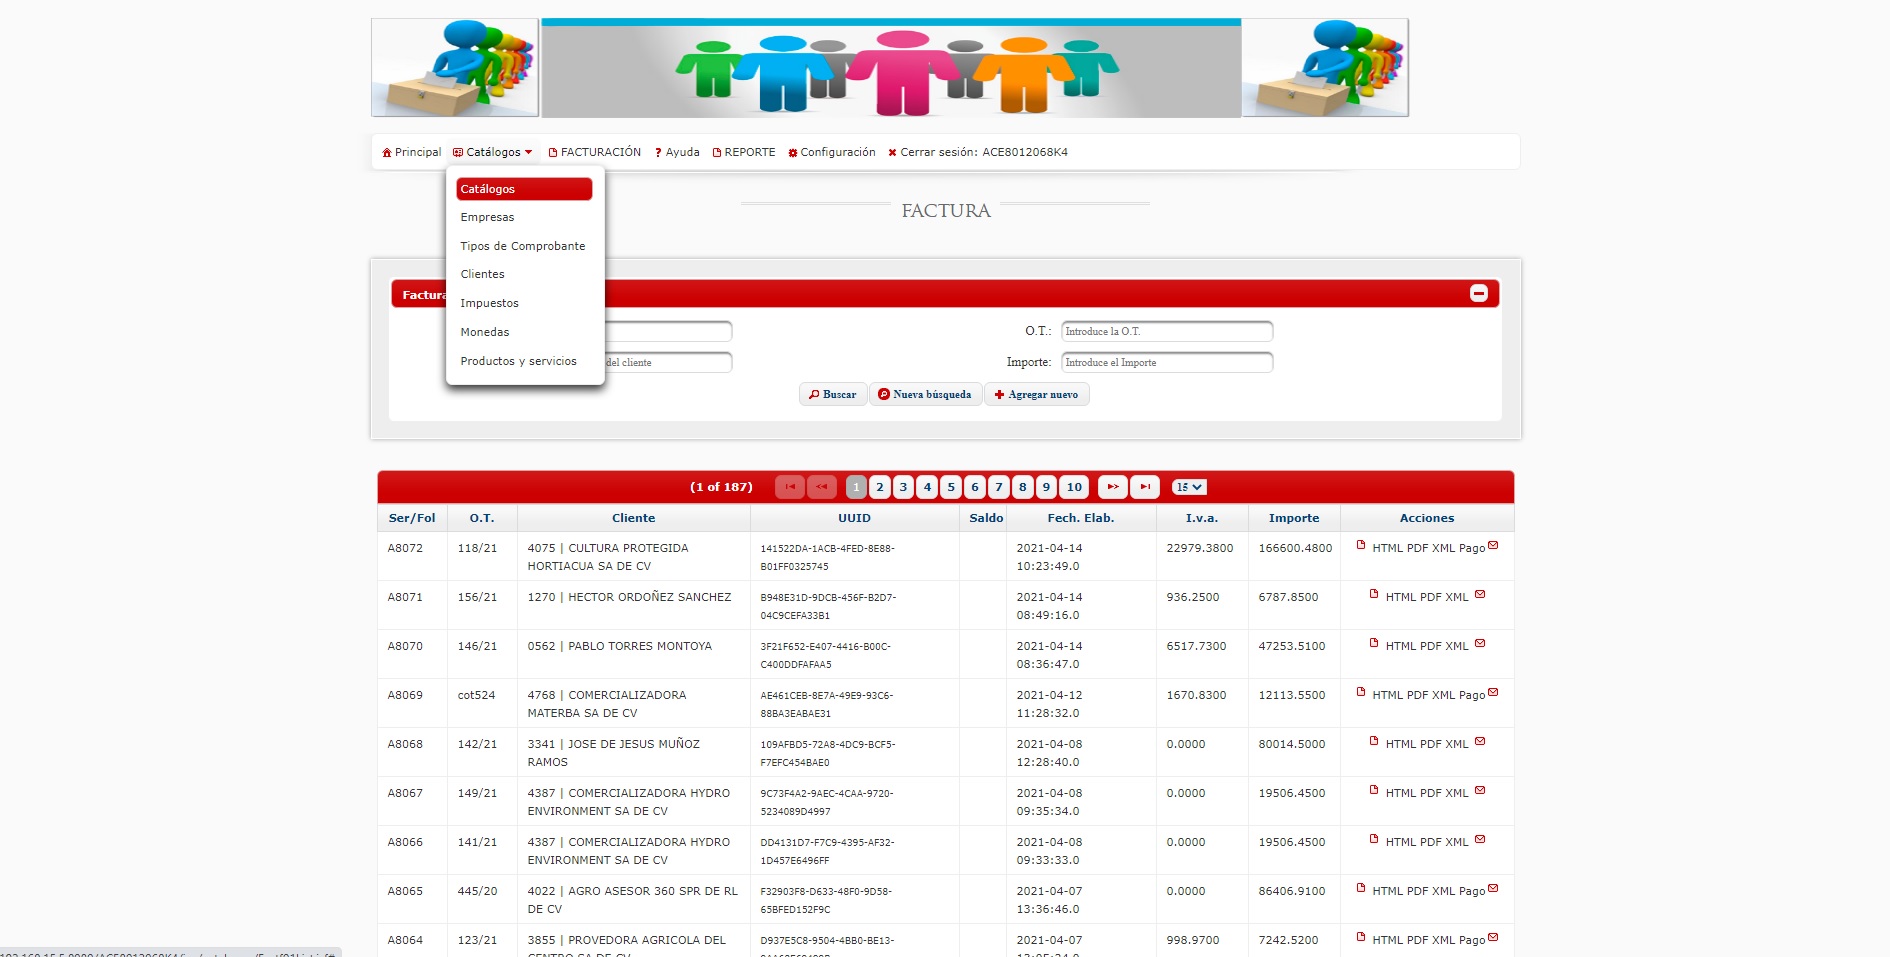 Principal Catálogos FACTURACIÓN Ayuda REPORTE Configuración Cerrar sesión: ACE8012068K4
Catálogos
Empresas
Tipos de Comprobante
Clientes
Impuestos
Monedas
Productos y servicios
FACTURA
Factura
O.T.: Introduce la O.T.
del cliente Importe: Introduce el Importe
Buscar Nueva búsqueda Agregar nuevo
(1 of 187) 1 2 3 4 5 6 7 8 9 10 15
Ser/Fol O.T. Cliente UUID Saldo Fech. Elab. I.v.a. Importe Acciones
A8072 118/21 4075 | CULTURA PROTEGIDA 141522DA-1ACB-4FED-8E88- 2021-04-14 22979.3800 166600.4800 HTML PDF XML Pago
HORTIACUA SA DE CV B01FF0325745 10:23:49.0
A8071 156/21 1270 | HECTOR ORDOÑEZ SANCHEZ B948E31D-9DCB-456F-B2D7- 2021-04-14 936.2500 6787.8500 HTML PDF XML
04C9CEFA33B1 08:49:16.0
A8070 146/21 0562 | PABLO TORRES MONTOYA 3F21F652-E407-4416-B00C- 2021-04-14 6517.7300 47253.5100 HTML PDF XML
C400DDFAFAA5 08:36:47.0
A8069 cot524 4768 | COMERCIALIZADORA AE461CEB-8E7A-49E9-93C6- 2021-04-12 1670.8300 12113.5500 HTML PDF XML Pago
MATERBA SA DE CV 88BA3EABAE31 11:28:32.0
A8068 142/21 3341 | JOSE DE JESUS MUÑOZ 109AFBD5-72A8-4DC9-BCF5- 2021-04-08 0.0000 80014.5000 HTML PDF XML
RAMOS F7EFC454BAE0 12:28:40.0
A8067 149/21 4387 | COMERCIALIZADORA HYDRO 9C73F4A2-9AEC-4CAA-9720- 2021-04-08 0.0000 19506.4500 HTML PDF XML
ENVIRONMENT SA DE CV 5234089D4997 09:35:34.0
A8066 141/21 4387 | COMERCIALIZADORA HYDRO DD4131D7-F7C9-4395-AF32- 2021-04-08 0.0000 19506.4500 HTML PDF XML
ENVIRONMENT SA DE CV 1D457E6496FF 09:33:33.0
A8065 445/20 4022 | AGRO ASESOR 360 SPR DE RL F32903F8-D633-48F0-9D58- 2021-04-07 0.0000 86406.9100 HTML PDF XML Pago
DE CV 65BFED152F9C 13:36:46.0
A8064 123/21 3855 | PROVEDORA AGRICOLA DEL D937E5C8-9504-4BB0-BE13- 2021-04-07 998.9700 7242.5200 HTML PDF XML Pago
CENTRO SA DE CV